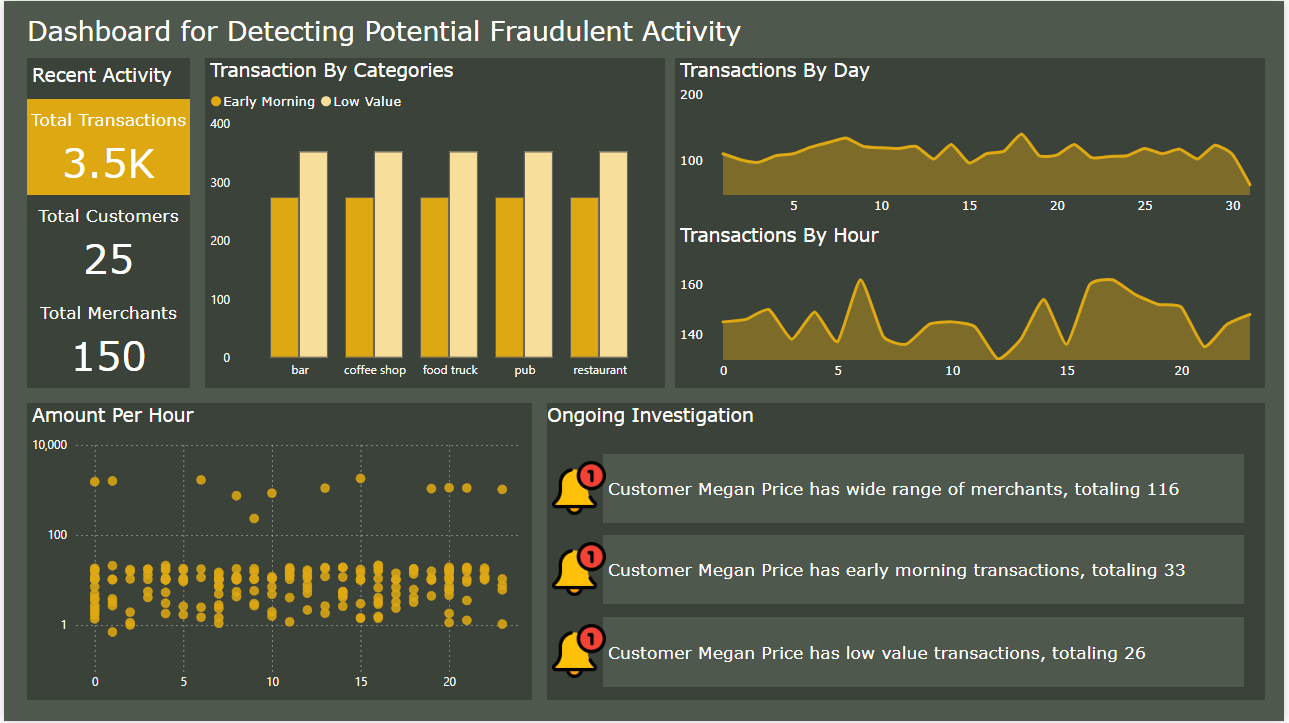 Dashboard for Detecting Potential Fraudulent Activity
Recent Activity
Total Transactions
3.5K
Total Customers
25
Total Merchants
150
Transaction By Categories
Early Morning Low Value
400
300
200
100
0
bar coffee shop food truck pub restaurant
Transactions By Day
200
100
5 10 15 20 25 30
Transactions By Hour
160
140
0 5 10 15 20
Amount Per Hour
10,000
100
1
0 5 10 15 20
Ongoing Investigation
1
Customer Megan Price has wide range of merchants, totaling 116
1
Customer Megan Price has early morning transactions, totaling 33
1
Customer Megan Price has low value transactions, totaling 26